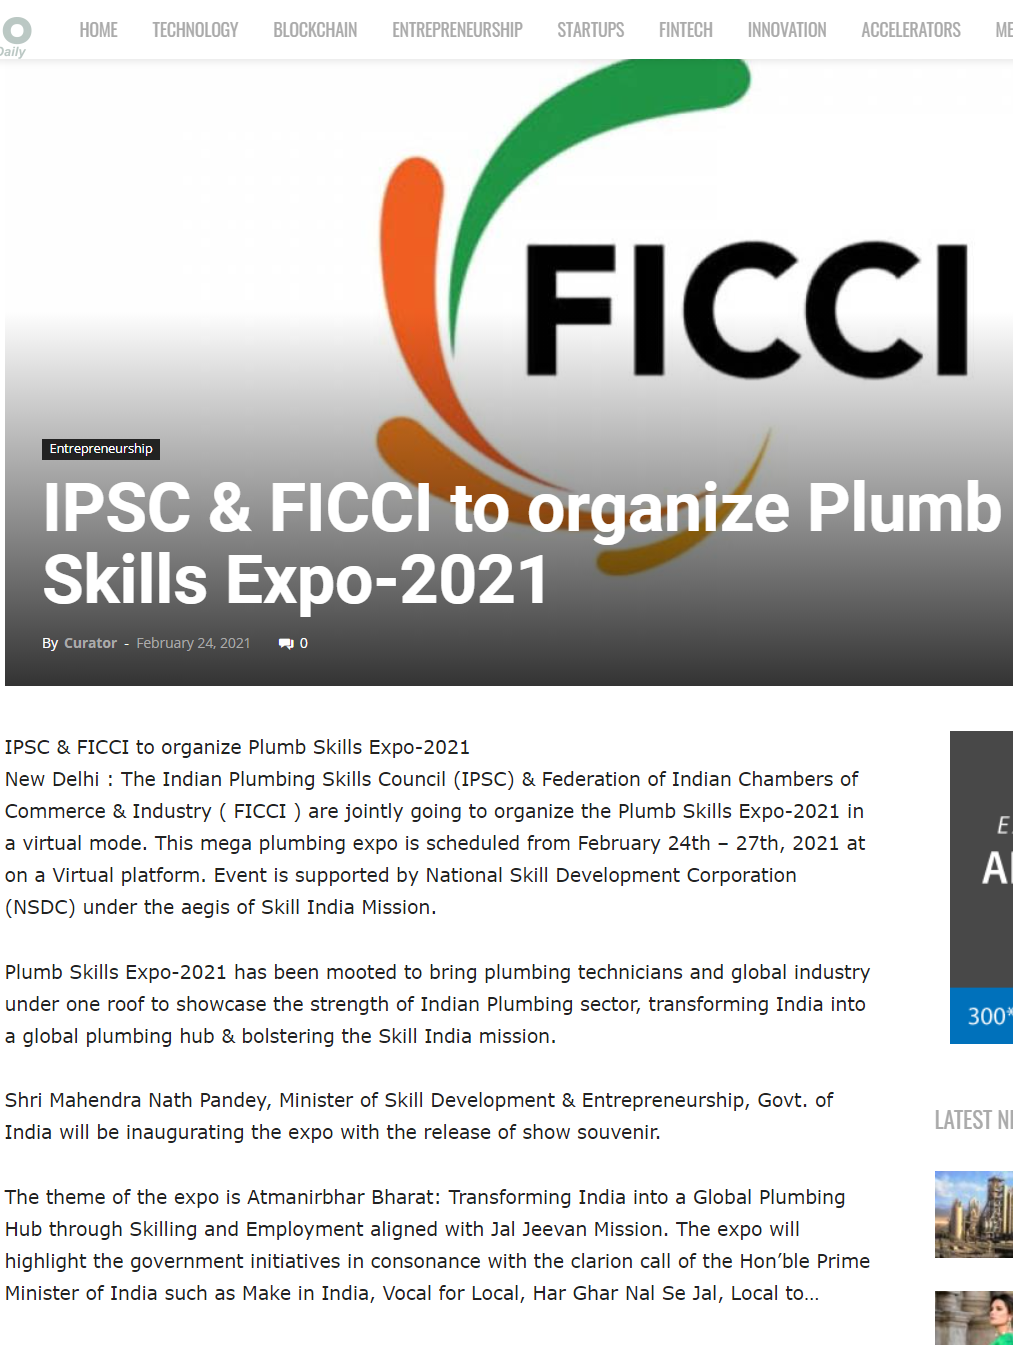 Daily
HOME TECHNOLOGY BLOCKCHAIN ENTREPRENEURSHIP STARTUPS FINTECH INNOVATION ACCELERATORS
FICCI
Entrepreneurship
IPSC & FICCI to organize Plumb
Skills Expo-2021
By Curator - February 24, 2021 0
IPSC & FICCI to organize Plumb Skills Expo-2021
New Delhi : The Indian Plumbing Skills Council (IPSC) & Federation of Indian Chambers of
Commerce & Industry ( FICCI ) are jointly going to organize the Plumb Skills Expo-2021 in
a virtual mode. This mega plumbing expo is scheduled from February 24th – 27th, 2021 at
on a Virtual platform. Event is supported by National Skill Development Corporation
(NSDC) under the aegis of Skill India Mission.
Plumb Skills Expo-2021 has been mooted to bring plumbing technicians and global industry
under one roof to showcase the strength of Indian Plumbing sector, transforming India into
a global plumbing hub & bolstering the Skill India mission.
Shri Mahendra Nath Pandey, Minister of Skill Development & Entrepreneurship, Govt. of
India will be inaugurating the expo with the release of show souvenir.
The theme of the expo is Atmanirbhar Bharat: Transforming India into a Global Plumbing
Hub through Skilling and Employment aligned with Jal Jeevan Mission. The expo will
highlight the government initiatives in consonance with the clarion call of the Hon’ble Prime
Minister of India such as Make in India, Vocal for Local, Har Ghar Nal Se Jal, Local to…
300*
LATEST